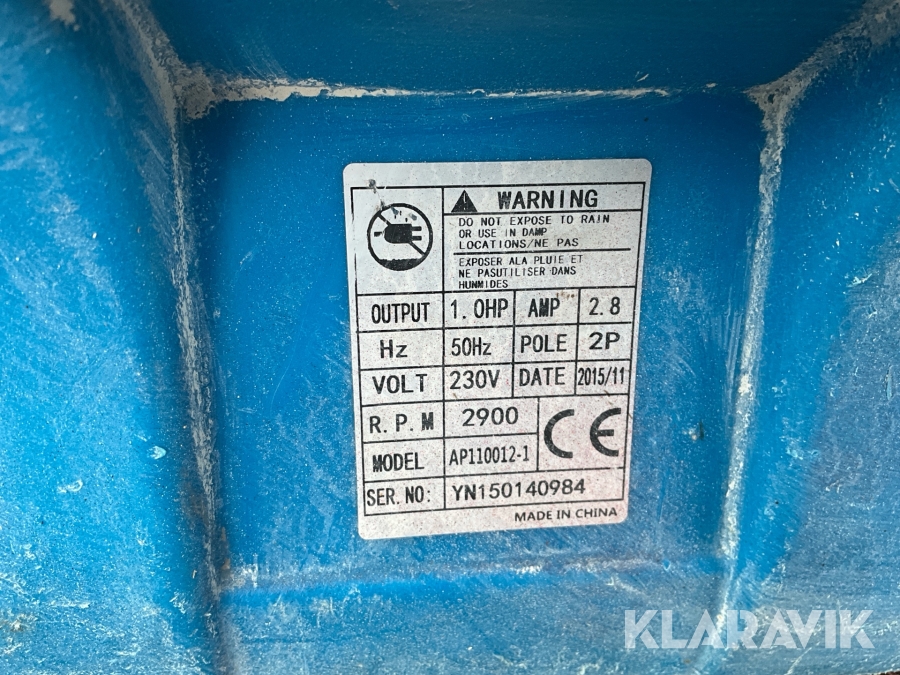 WARNING
DO NOT EXPOSE TO RAIN
OR USE IN DAMP
LOCATIONS/NE PAS
EXPOSER ALA PLUIE ET
NE PASUTILISER DANS
HUNMIDES
OUTPUT 1.0HP AMP 2.8
Hz 50Hz POLE 2P
VOLT 230V DATE 2015/11
R.P.M 2900
CE
MODEL AP110012-1
SER.NO: YN150140984
MADE IN CHINA
KLARAVIK